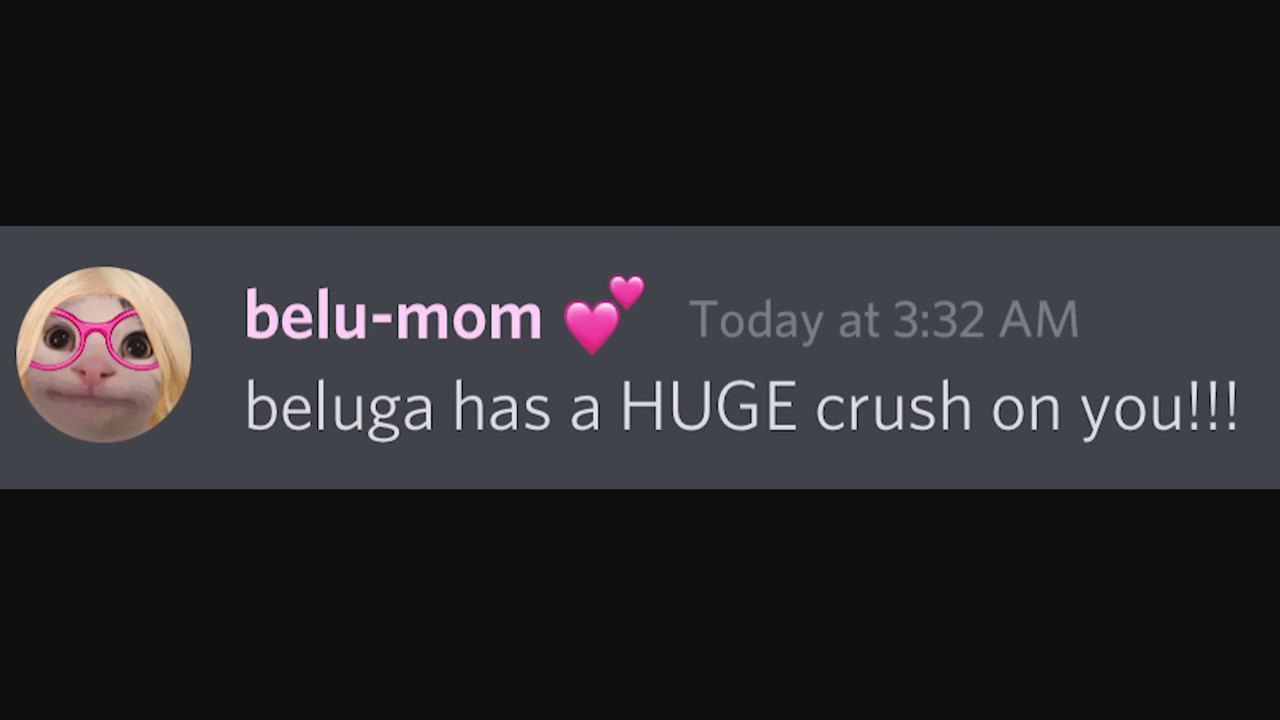 belu-mom 💕 Today at 3:32 AM
beluga has a HUGE crush on you!!!